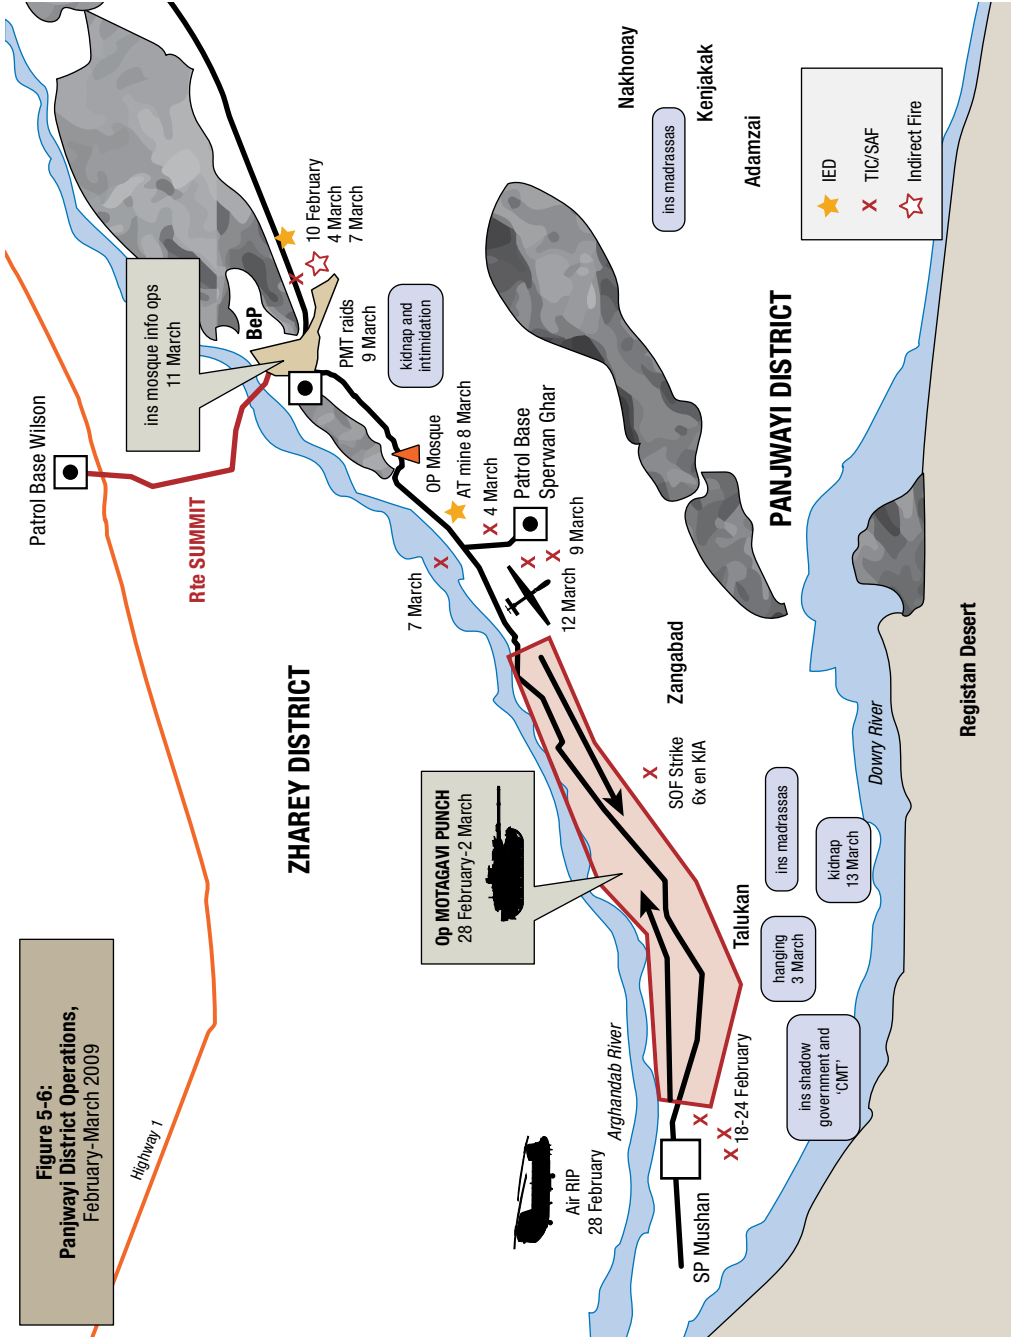 Figure 5-6:
Panjwayi District Operations,
February-March 2009
Highway 1
Patrol Base Wilson
Rte SUMMIT
ZHAREY DISTRICT
ins mosque info ops
11 March
BeP
10 February
4 March
7 March
PMT raids
9 March
kidnap and
intimidation
OP Mosque
AT mine 8 March
4 March
Patrol Base
Sperwan Ghar
9 March
12 March
7 March
Op MOTAGAVI PUNCH
28 February-2 March
SOF Strike
6x en KIA
Zangabad
Talukan
Arghandab River
Air RIP
28 February
SP Mushan
18-24 February
ins shadow
government and
'CMT'
hanging
3 March
kidnap
13 March
ins madrassas
Dowry River
Registan Desert
PANJWAYI DISTRICT
Nakhonay
ins madrassas
Kenjakak
Adamzai
IED
X TIC/SAF
Indirect Fire